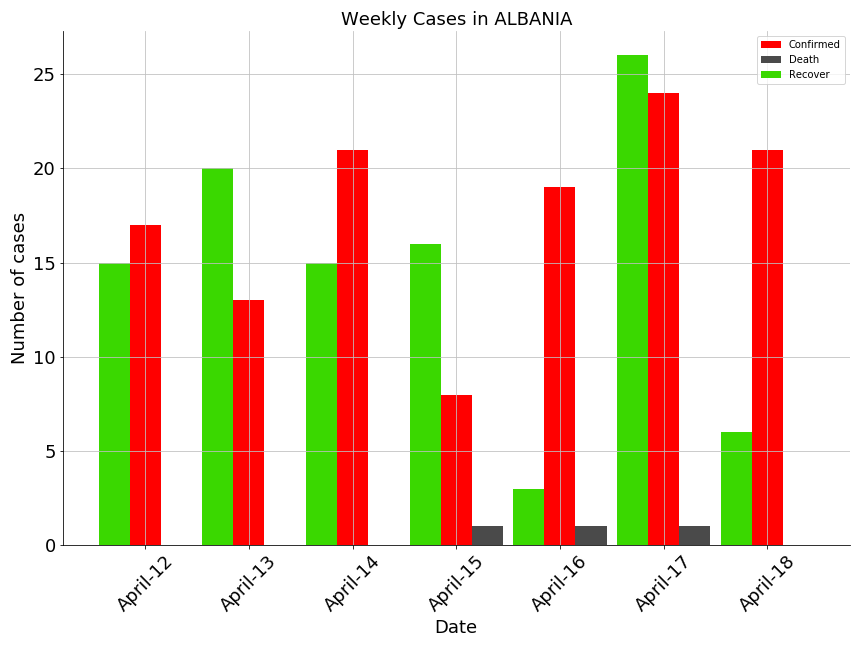 Weekly Cases in ALBANIA
Confirmed
Death
Recover
Number of cases
25
20
15
10
5
0
April-12
April-13
April-14
April-15
April-16
April-17
April-18
Date